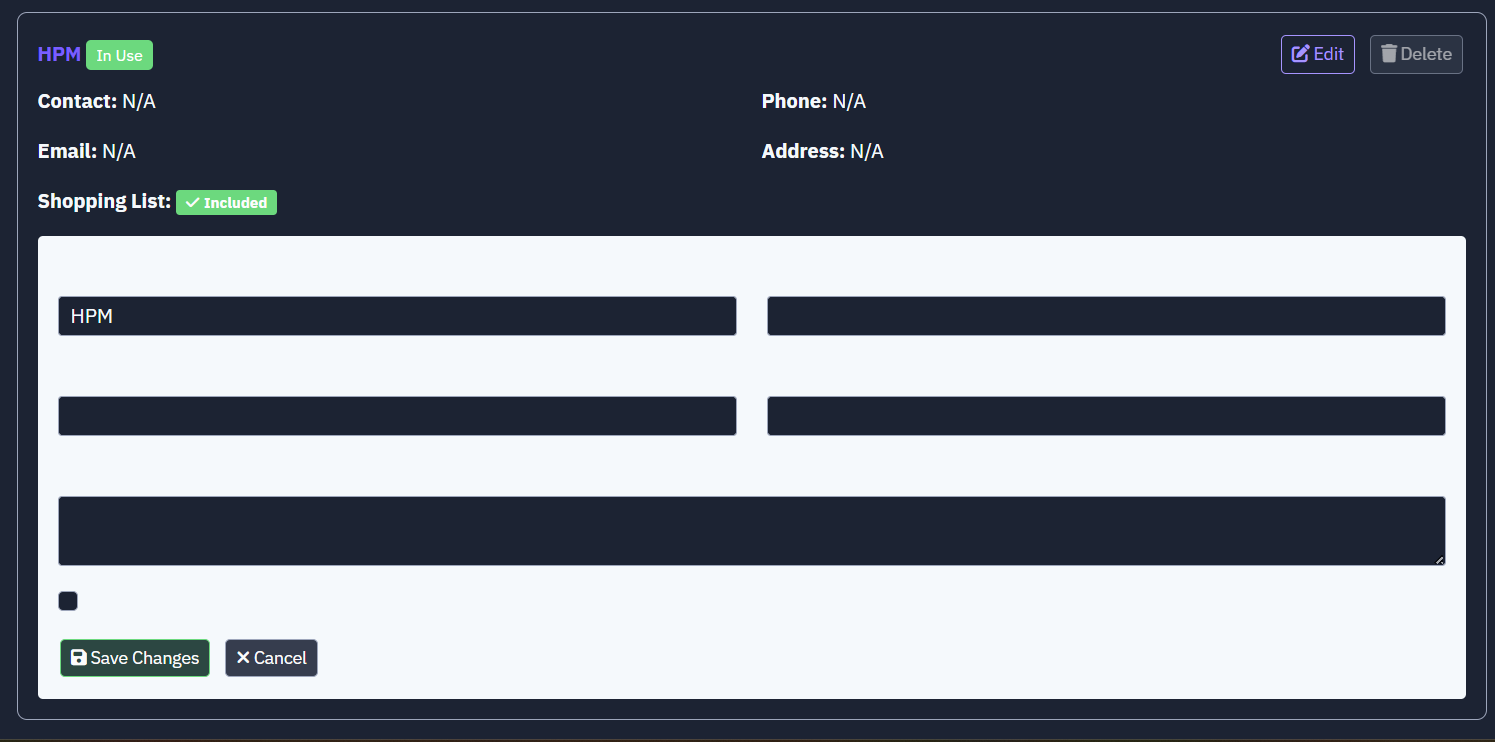 HPM In Use Edit Delete
Contact: N/A Phone: N/A
Email: N/A Address: N/A
Shopping List: Included
HPM
Save Changes Cancel